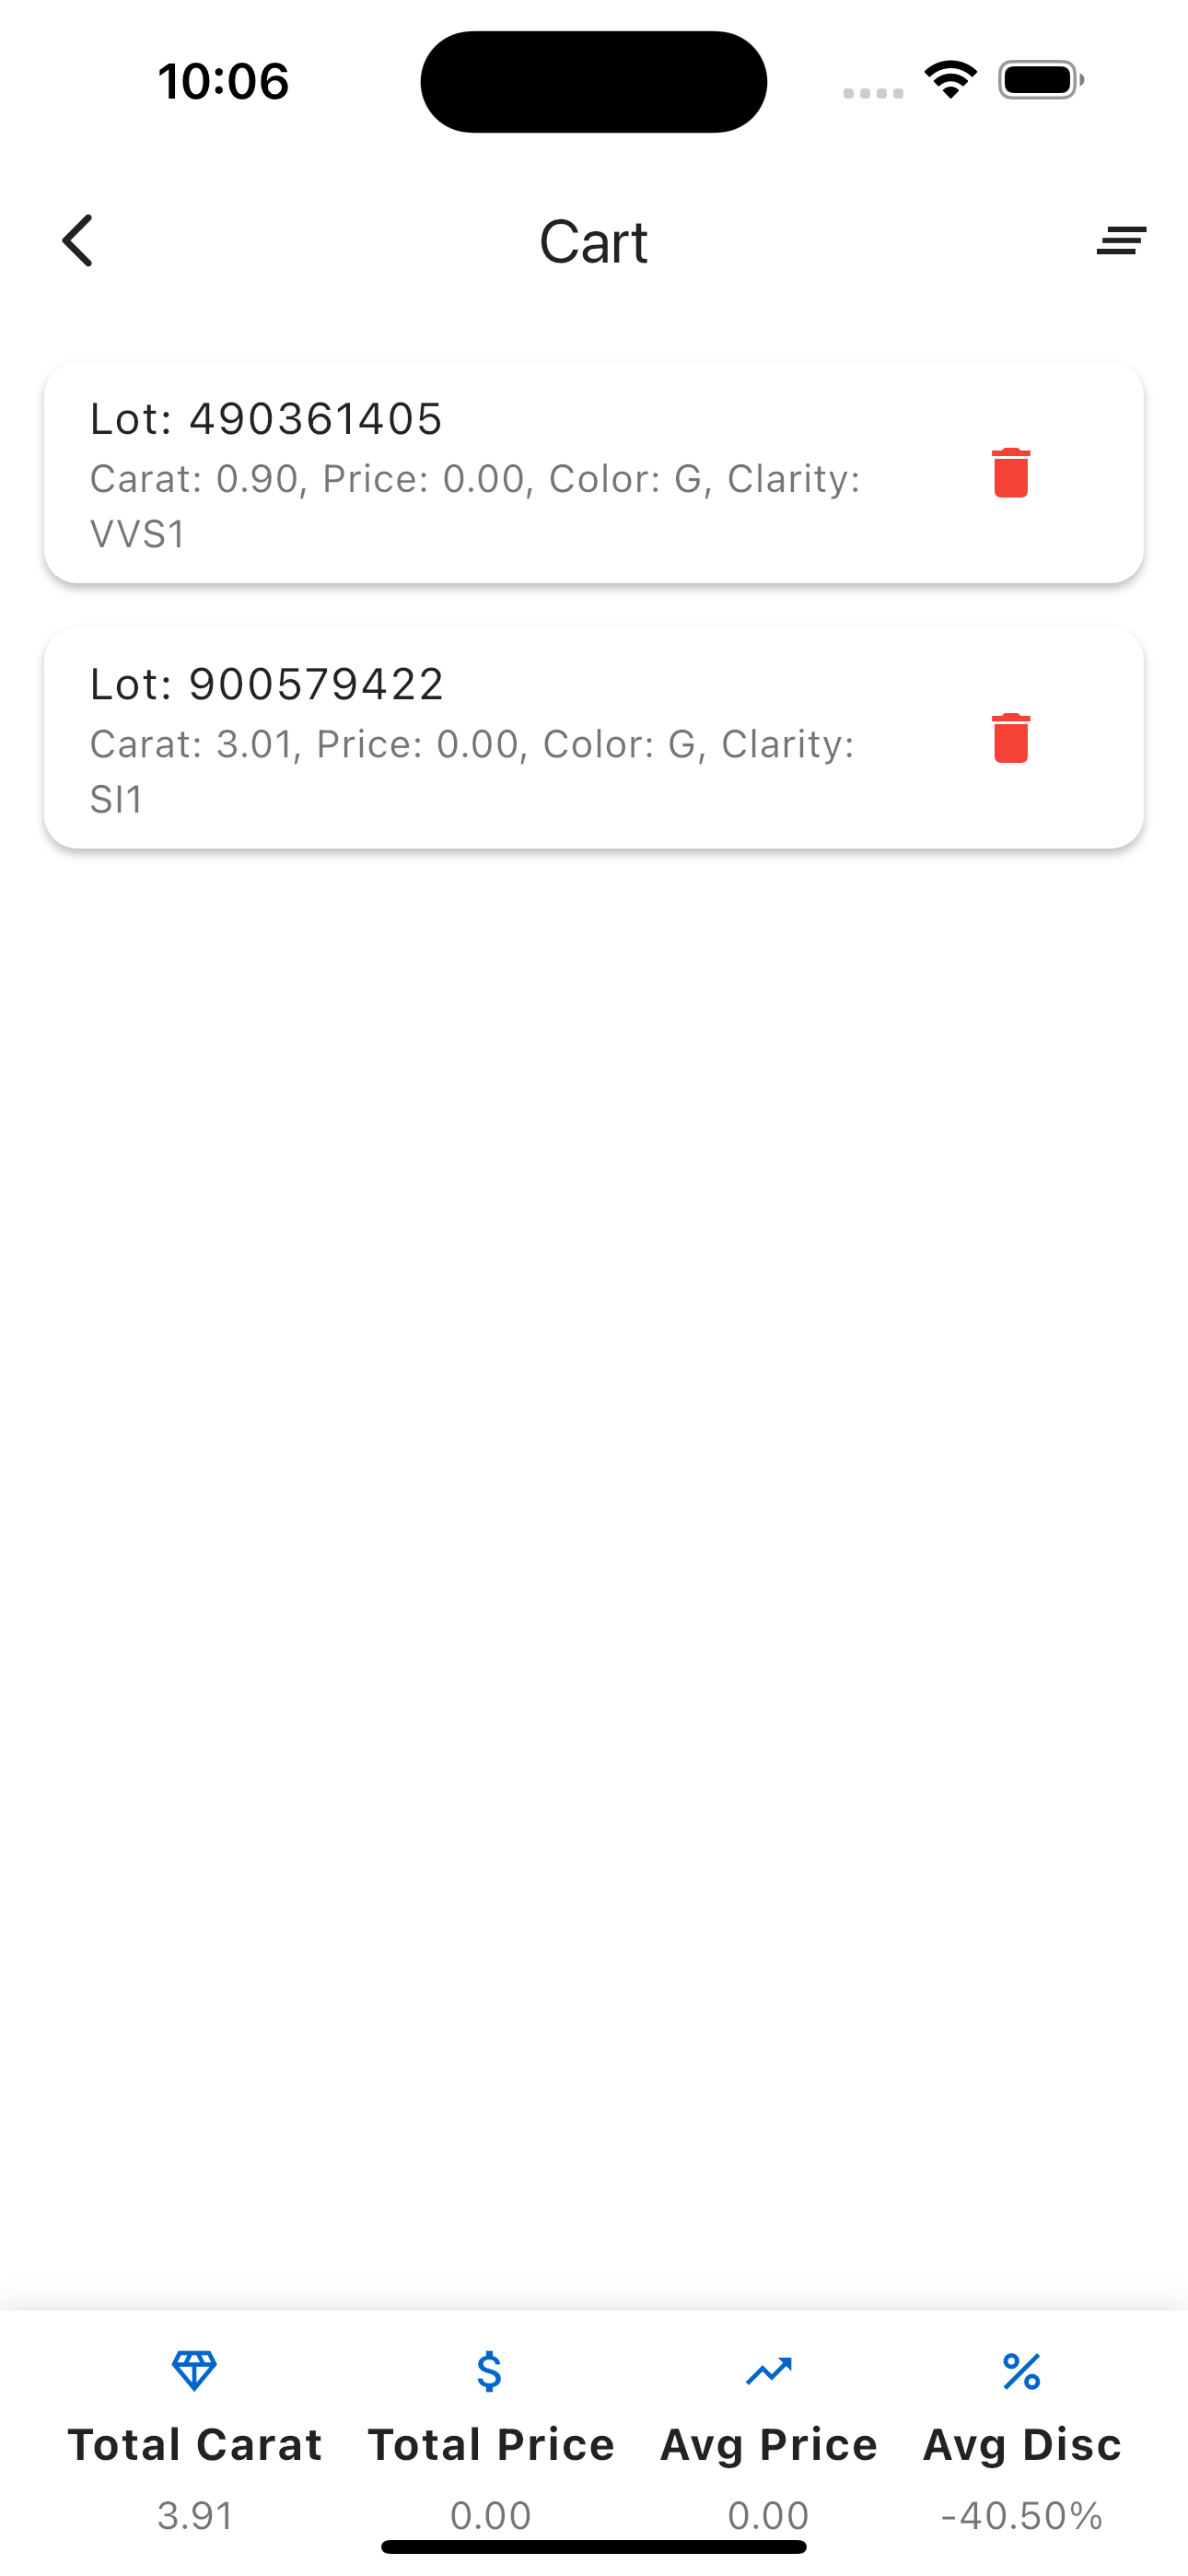 10:06
Cart
Lot: 490361405
Carat: 0.90, Price: 0.00, Color: G, Clarity:
VVS1
Lot: 900579422
Carat: 3.01, Price: 0.00, Color: G, Clarity:
SI1
Total Carat Total Price Avg Price Avg Disc
3.91 0.00 0.00 -40.50%